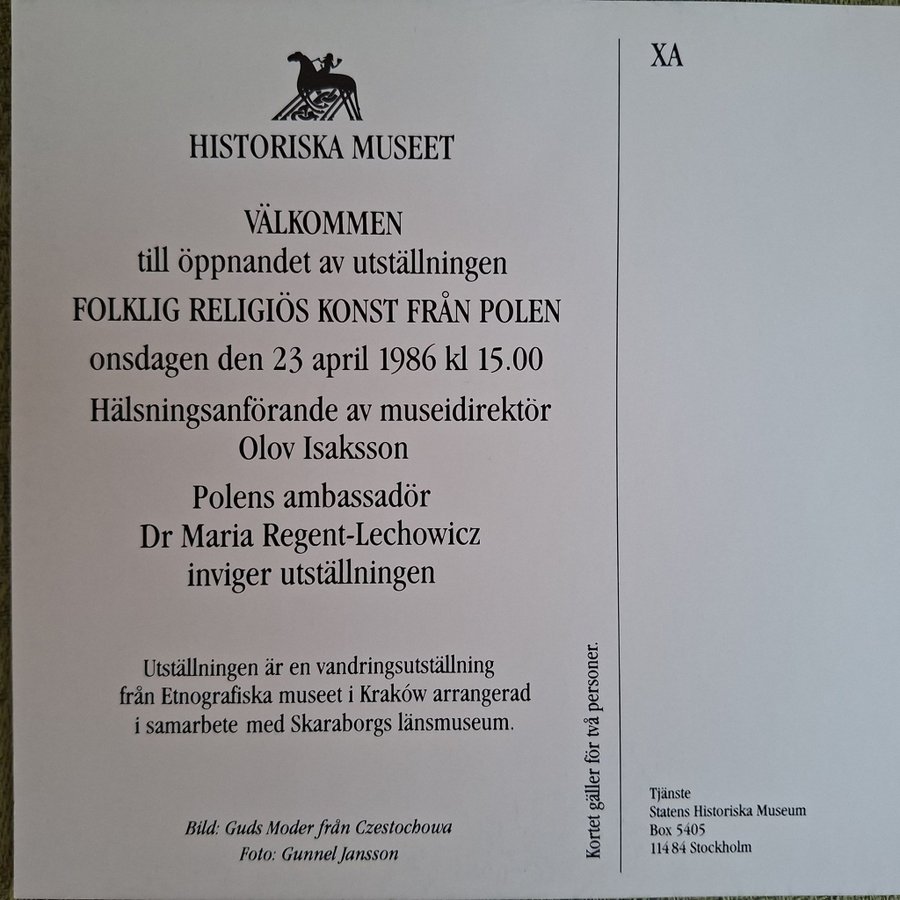 HISTORISKA MUSEET
VÄLKOMMEN
till öppnandet av utställningen
FOLKLIG RELIGIÖS KONST FRÅN POLEN
onsdagen den 23 april 1986 kl 15.00
Hälsningsanförande av museidirektör
Olov Isaksson
Polens ambassadör
Dr Maria Regent-Lechowicz
inviger utställningen
Utställningen är en vandringsutställning
från Etnografiska museet i Kraków arrangerad
i samarbete med Skaraborgs länsmuseum.
Bild: Guds Moder från Czestochowa
Foto: Gunnel Jansson
Kortet gäller för två personer.
XA
Tjänste
Statens Historiska Museum
Box 5405
114 84 Stockholm